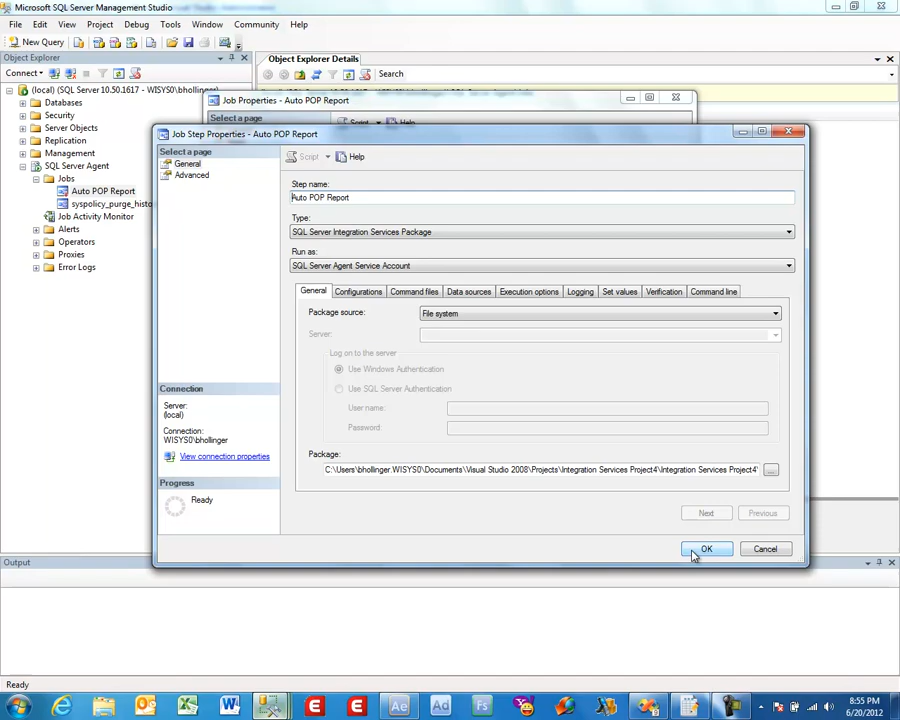 Microsoft SQL Server Management Studio
File Edit View Project Debug Tools Window Community Help
New Query
Object Explorer
Object Explorer Details
Connect
Search
(local) (SQL Server 10.50.1617 - WISYS0\bhollinger)
Databases
Security
Server Objects
Replication
Management
SQL Server Agent
Jobs
Auto POP Report
syspolicy_purge_histo
Job Activity Monitor
Alerts
Operators
Proxies
Error Logs
Job Properties - Auto POP Report
Select a page
Script Help
Job Step Properties - Auto POP Report
Select a page
General
Advanced
Script Help
Step name:
Auto POP Report
Type:
SQL Server Integration Services Package
Run as:
SQL Server Agent Service Account
General Configurations Command files Data sources Execution options Logging Set values Verification Command line
Package source: File system
Server:
Log on to the server
Use Windows Authentication
Use SQL Server Authentication
User name:
Password:
Package:
C:\Users\bhollinger.WISYS0\Documents\Visual Studio 2008\Projects\Integration Services Project4\Integration Services Project4\
...
Connection
Server:
(local)
Connection:
WISYS0\bhollinger
View connection properties
Progress
Ready
Next Previous
OK Cancel
Output
Ready
8:55 PM
6/20/2012